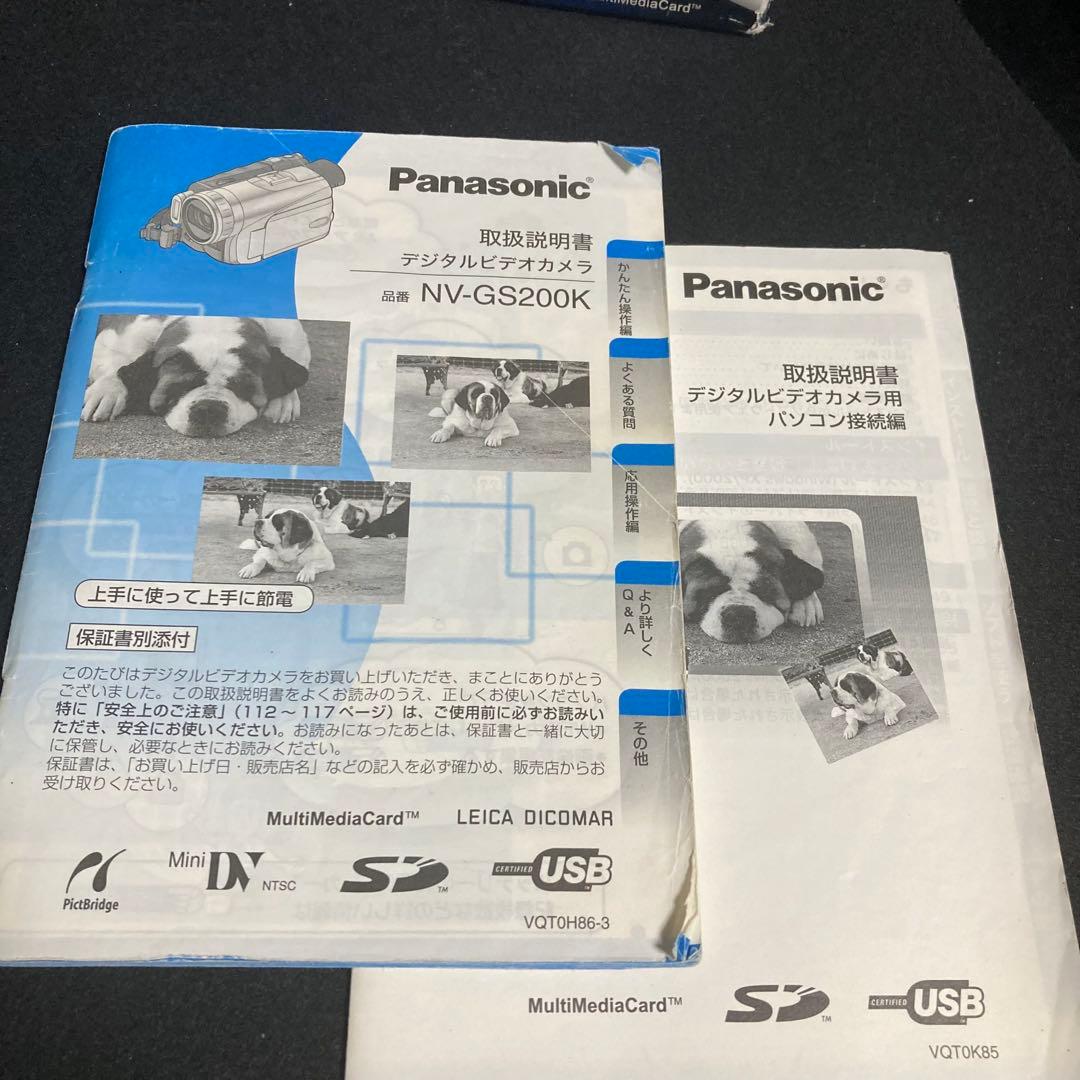 MultiMediaCard™
Panasonic®
取扱説明書
デジタルビデオカメラ
品番 NV-GS200K
かんたん操作編
よくある質問
応用操作編
より詳しく
Q & A
その他
上手に使って上手に節電
保証書別添付
このたびはデジタルビデオカメラをお買い上げいただき、まことにありがとう
ございました。この取扱説明書をよくお読みのうえ、正しくお使いください。
特に「安全上のご注意」（112 ～ 117ページ）は、ご使用前に必ずお読みい
ただき、安全にお使いください。お読みになったあとは、保証書と一緒に大切
に保管し、必要なときにお読みください。
保証書は、「お買い上げ日・販売店名」などの記入を必ず確かめ、販売店からお
受け取りください。
MultiMediaCard™ LEICA DICOMAR
PictBridge
Mini DV NTSC
SD™
CERTIFIED USB™
VQT0H86-3
Panasonic®
取扱説明書
デジタルビデオカメラ用
パソコン接続編
MultiMediaCard™
SD™
CERTIFIED USB™
VQT0K85